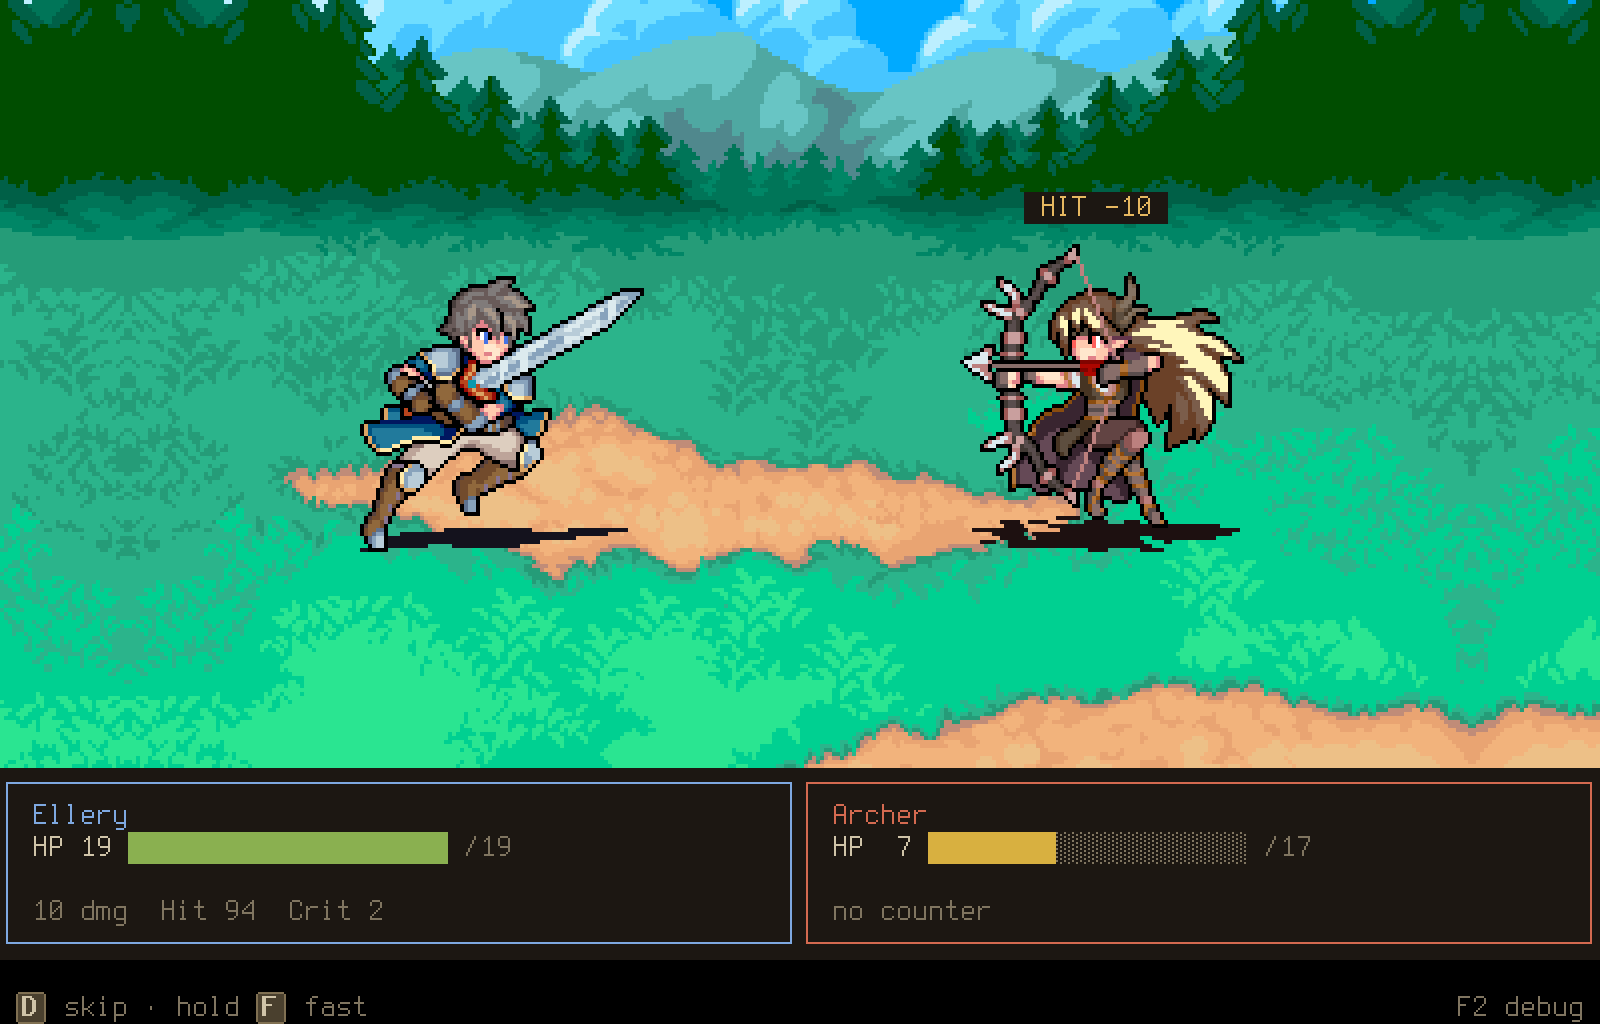 HIT -10
Ellery
HP 19 /19
10 dmg Hit 94 Crit 2
Archer
HP 7 /17
no counter
D skip · hold F fast
F2 debug